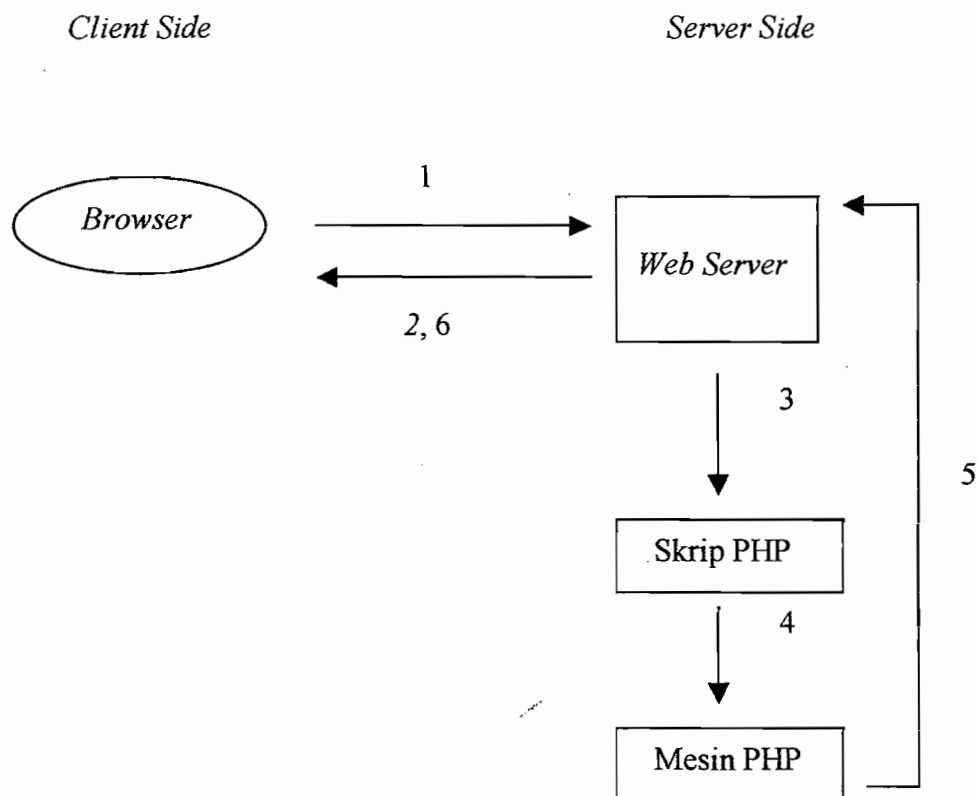 Client Side
Server Side
1
Browser
Web Server
2, 6
3
5
Skrip PHP
4
Mesin PHP